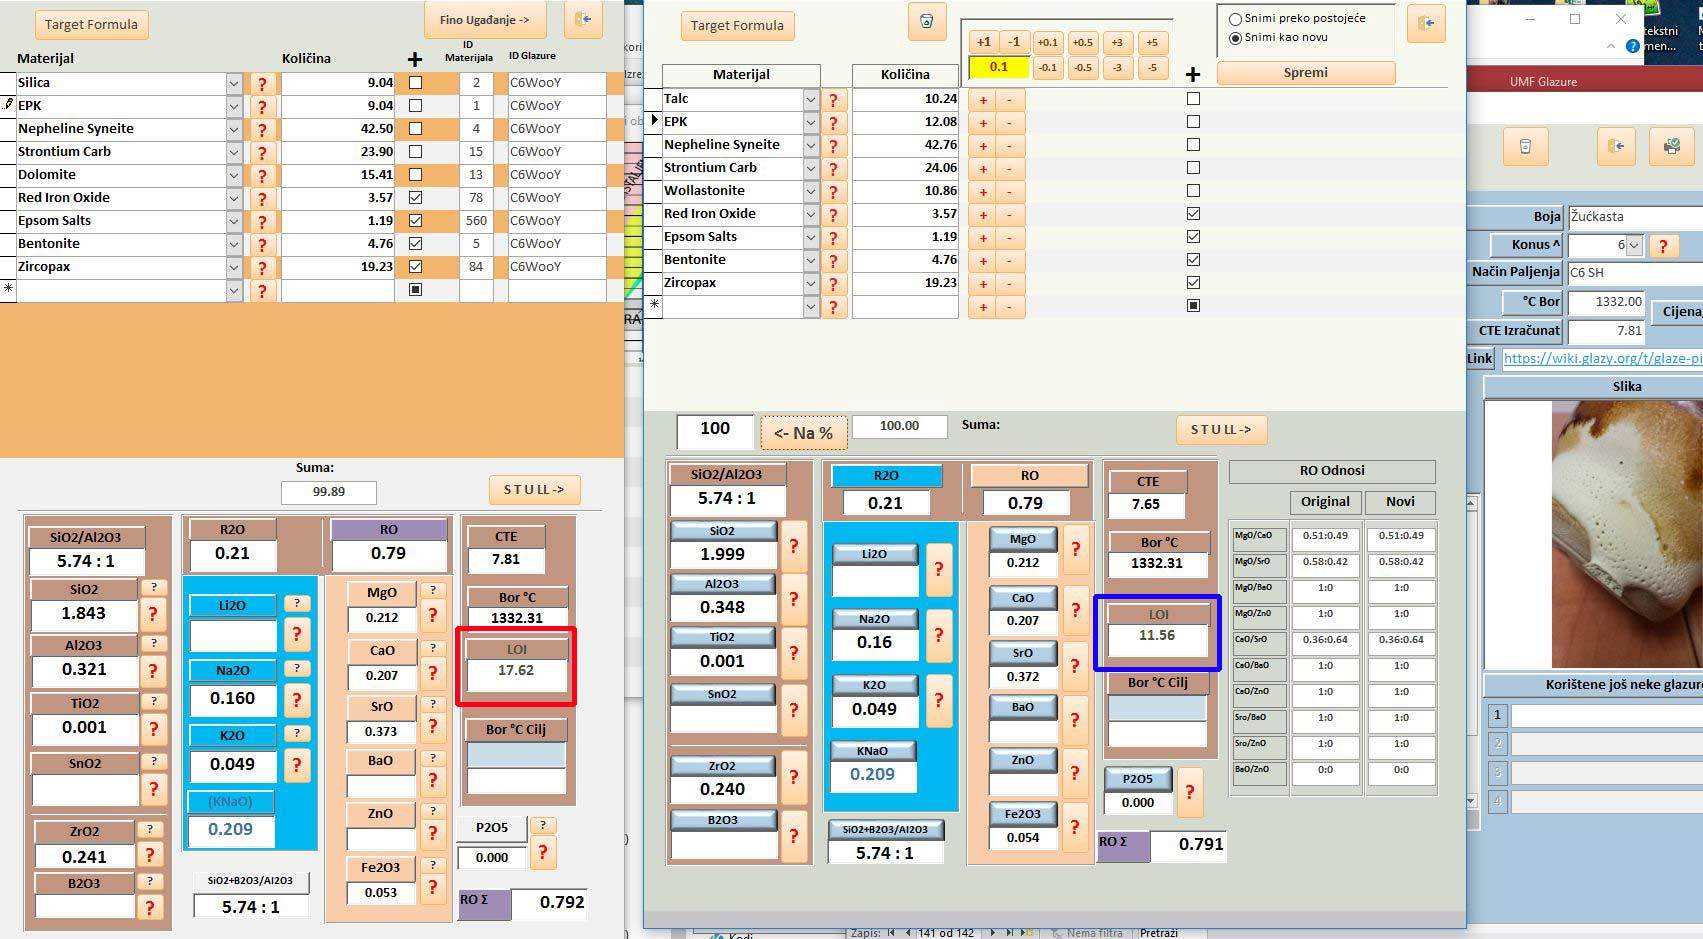 Target Formula
Fino Ugađanje ->
Materijal
Količina
+
ID Materijala
ID Glazure
Silica ? 9.04 2 C6WooY
EPK ? 9.04 1 C6WooY
Nepheline Syneite ? 42.50 4 C6WooY
Strontium Carb ? 23.90 15 C6WooY
Dolomite ? 15.41 13 C6WooY
Red Iron Oxide ? 3.57 78 C6WooY
Epsom Salts ? 1.19 560 C6WooY
Bentonite ? 4.76 5 C6WooY
Zircopax ? 19.23 84 C6WooY
* ?
Suma:
99.89
S T U LL ->
SiO2/Al2O3
5.74 : 1
SiO2 ?
1.843 ?
Al2O3 ?
0.321 ?
TiO2 ?
0.001 ?
SnO2 ?
?
ZrO2 ?
0.241 ?
B2O3 ?
?
R2O
0.21
Li2O ?
?
Na2O ?
0.160 ?
K2O ?
0.049 ?
(KNaO)
0.209
SiO2+B2O3/Al2O3
5.74 : 1
RO
0.79
MgO ?
0.212 ?
CaO ?
0.207 ?
SrO ?
0.373 ?
BaO ?
?
ZnO ?
?
Fe2O3 ?
0.053 ?
CTE
7.81
Bor °C
1332.31
LOI
17.62
Bor °C Cilj
P2O5 ?
0.000 ?
RO Σ 0.792
Target Formula
+1 -1 +0.1 +0.5 +3 +5
0.1 -0.1 -0.5 -3 -5
Snimi preko postojeće
Snimi kao novu
Spremi
Materijal
Količina
+
Talc ? 10.24 + -
EPK ? 12.08 + -
Nepheline Syneite ? 42.76 + -
Strontium Carb ? 24.06 + -
Wollastonite ? 10.86 + -
Red Iron Oxide ? 3.57 + -
Epsom Salts ? 1.19 + -
Bentonite ? 4.76 + -
Zircopax ? 19.23 + -
* ? + -
100
<- Na %
100.00
Suma:
S T U LL ->
SiO2/Al2O3
5.74 : 1
SiO2 ?
1.999
Al2O3 ?
0.348
TiO2 ?
0.001
SnO2 ?
ZrO2 ?
0.240
B2O3 ?
R2O
0.21
Li2O ?
Na2O ?
0.16
K2O ?
0.049
KNaO
0.209
SiO2+B2O3/Al2O3
5.74 : 1
RO
0.79
MgO ?
0.212
CaO ?
0.207
SrO ?
0.372
BaO ?
ZnO ?
Fe2O3 ?
0.054
CTE
7.65
Bor °C
1332.31
LOI
11.56
Bor °C Cilj
P2O5 ?
0.000
RO Σ 0.791
RO Odnosi
Original Novi
MgO/CaO 0.51:0.49 0.51:0.49
MgO/SrO 0.58:0.42 0.58:0.42
MgO/BaO 1:0 1:0
MgO/ZnO 1:0 1:0
CaO/SrO 0.36:0.64 0.36:0.64
CaO/BaO 1:0 1:0
CaO/ZnO 1:0 1:0
Sro/BaO 1:0 1:0
Sro/ZnO 1:0 1:0
BaO/ZnO 0:0 0:0
Zapis: 141 od 142 Nema filtra Pretraži
UMF Glazure
Boja Žućkasta
Konus ^ 6 ?
Način Paljenja C6 SH
°C Bor 1332.00
Cijena
CTE Izračunat 7.81
Link https://wiki.glazy.org/t/glaze-pi
Slika
Korištene još neke glazure
1
2
3
4